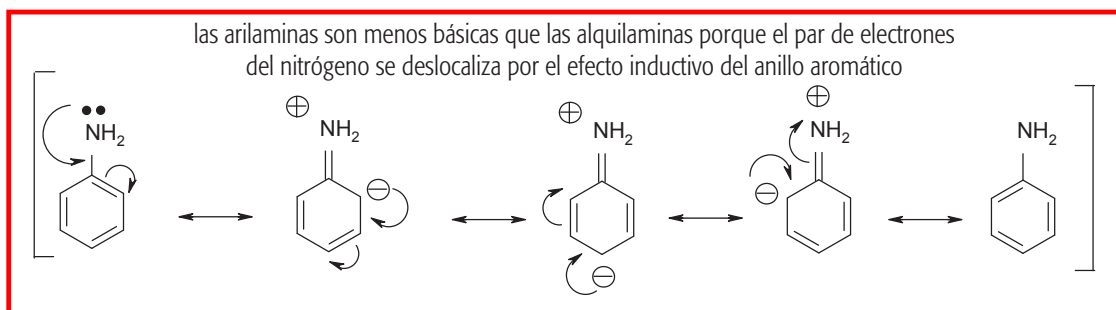 las arilaminas son menos básicas que las alquilaminas porque el par de electrones
del nitrógeno se deslocaliza por el efecto inductivo del anillo aromático
NH2 NH2 NH2 NH2 NH2